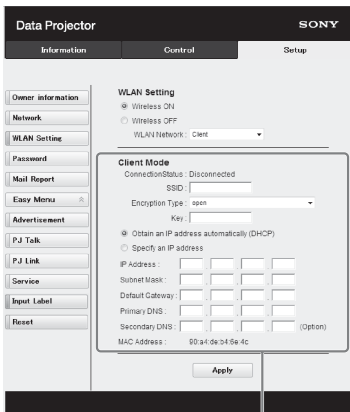 Data Projector
SONY
Information
Control
Setup
Owner information
Network
WLAN Setting
Password
Mail Report
Easy Menu
Advertisement
PJ Talk
PJ Link
Service
Input Label
Reset
WLAN Setting
Wireless ON
Wireless OFF
WLAN Network : Client
Client Mode
ConnectionStatus : Disconnected
SSID :
Encryption Type : open
Key :
Obtain an IP address automatically (DHCP)
Specify an IP address
IP Address :
Subnet Mask :
Default Gateway :
Primary DNS :
Secondary DNS : (Option)
MAC Address : 90:a4:de:b4:6e:4c
Apply